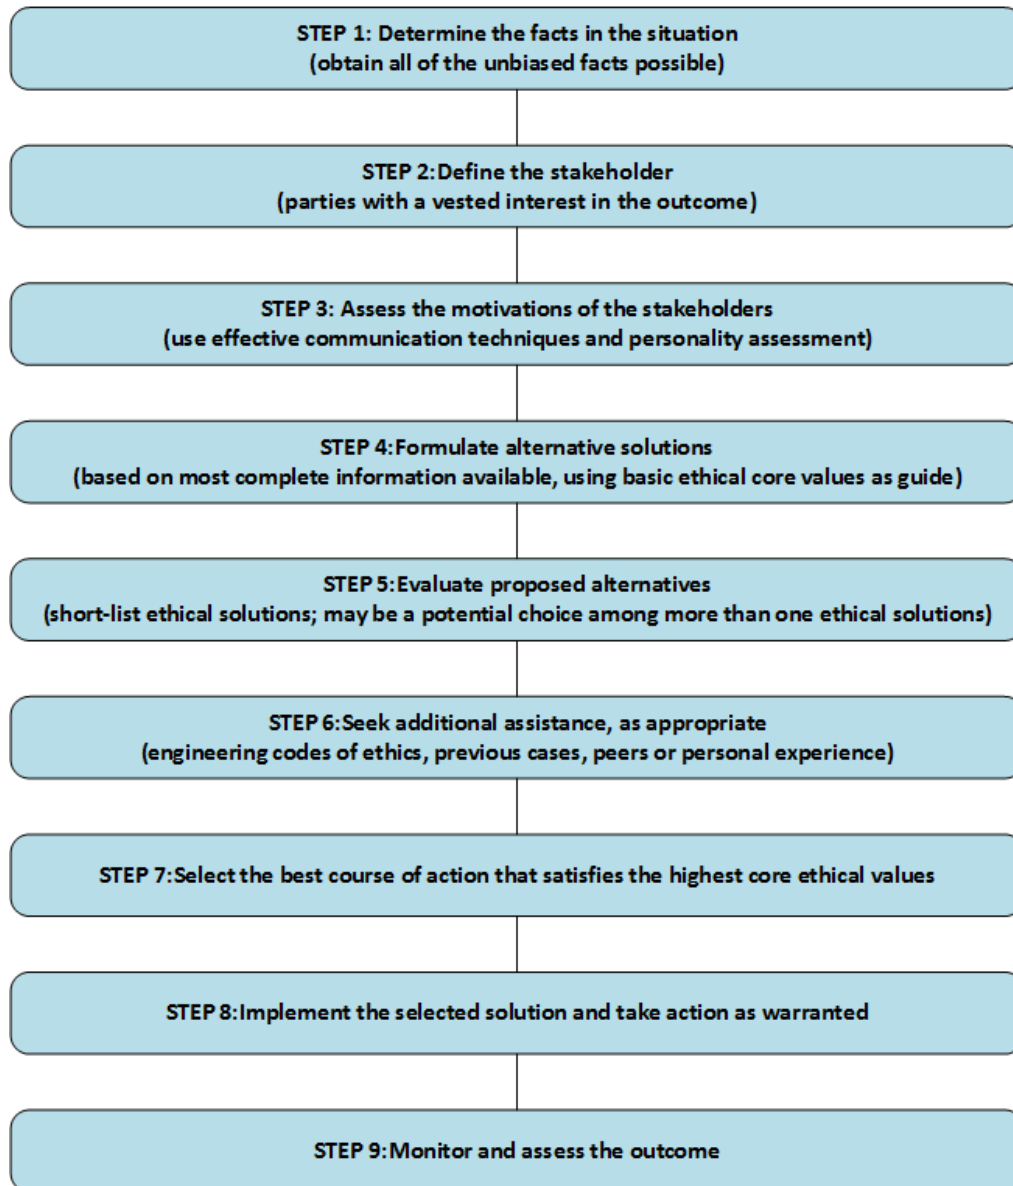 STEP 1: Determine the facts in the situation
(obtain all of the unbiased facts possible)
STEP 2:Define the stakeholder
(parties with a vested interest in the outcome)
STEP 3: Assess the motivations of the stakeholders
(use effective communication techniques and personality assessment)
STEP 4:Formulate alternative solutions
(based on most complete information available, using basic ethical core values as guide)
STEP 5:Evaluate proposed alternatives
(short-list ethical solutions; may be a potential choice among more than one ethical solutions)
STEP 6:Seek additional assistance, as appropriate
(engineering codes of ethics, previous cases, peers or personal experience)
STEP 7:Select the best course of action that satisfies the highest core ethical values
STEP 8:Implement the selected solution and take action as warranted
STEP 9:Monitor and assess the outcome